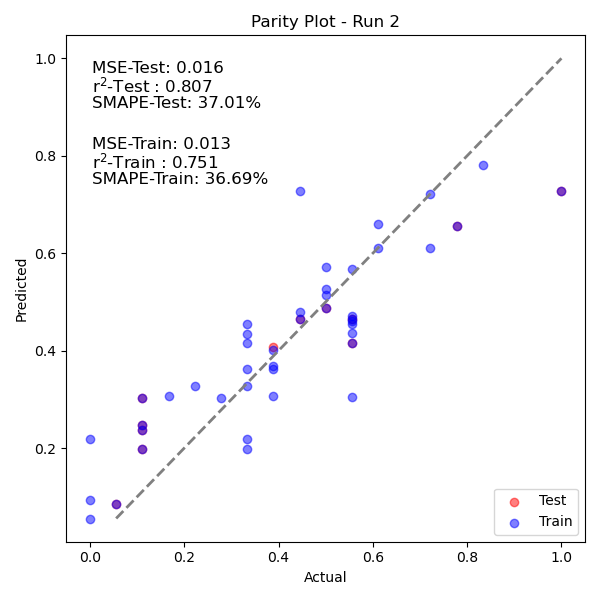 Parity Plot - Run 2
MSE-Test: 0.016
r²-Test : 0.807
SMAPE-Test: 37.01%
MSE-Train: 0.013
r²-Train : 0.751
SMAPE-Train: 36.69%
1.0
0.8
0.6
0.4
0.2
Predicted
Test
Train
0.0 0.2 0.4 0.6 0.8 1.0
Actual